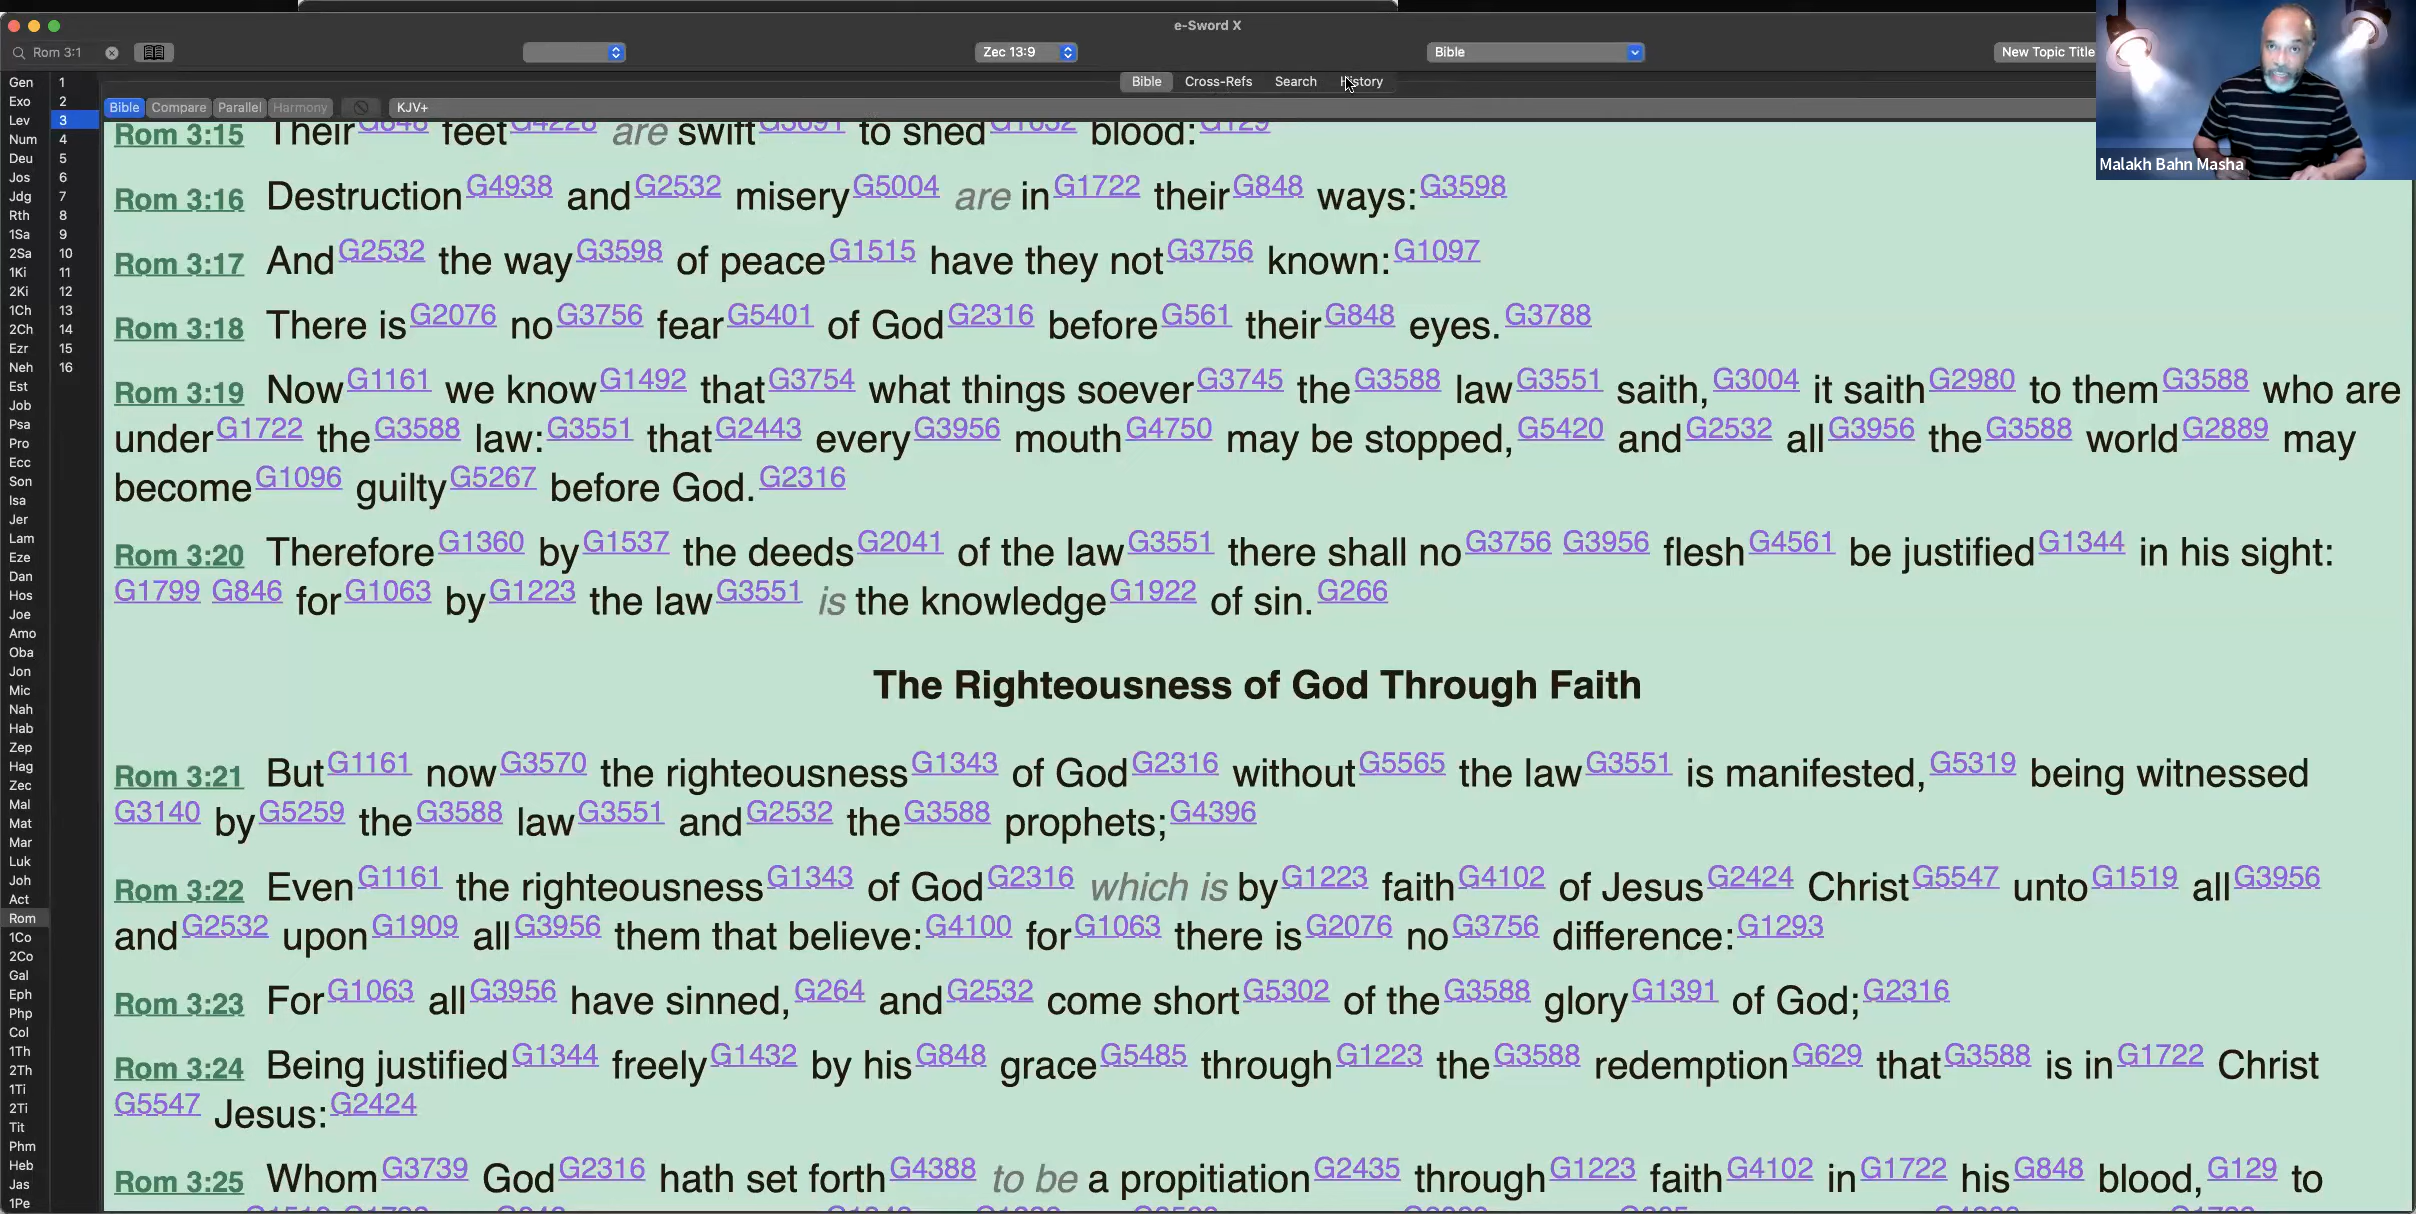 e-Sword X
Rom 3:1
Zec 13:9
Bible
New Topic Title
Bible Cross-Refs Search History
Bible Compare Parallel Harmony KJV+
Malakh Bahn Masha
Gen 1
Exo 2
Lev 3
Num 4
Deu 5
Jos 6
Jdg 7
Rth 8
1Sa 9
2Sa 10
1Ki 11
2Ki 12
1Ch 13
2Ch 14
Ezr 15
Neh 16
Est
Job
Psa
Pro
Ecc
Son
Isa
Jer
Lam
Eze
Dan
Hos
Joe
Amo
Oba
Jon
Mic
Nah
Hab
Zep
Hag
Zec
Mal
Mat
Mar
Luk
Joh
Act
Rom
1Co
2Co
Gal
Eph
Php
Col
1Th
2Th
1Ti
2Ti
Tit
Phm
Heb
Jas
1Pe
Rom 3:15 Their G848 feet G4228 are swift G3691 to shed G1632 blood: G129
Rom 3:16 Destruction G4938 and G2532 misery G5004 are in G1722 their G848 ways: G3598
Rom 3:17 And G2532 the way G3598 of peace G1515 have they not G3756 known: G1097
Rom 3:18 There is G2076 no G3756 fear G5401 of God G2316 before G561 their G848 eyes. G3788
Rom 3:19 Now G1161 we know G1492 that G3754 what things soever G3745 the G3588 law G3551 saith, G3004 it saith G2980 to them G3588 who are
under G1722 the G3588 law: G3551 that G2443 every G3956 mouth G4750 may be stopped, G5420 and G2532 all G3956 the G3588 world G2889 may
become G1096 guilty G5267 before God. G2316
Rom 3:20 Therefore G1360 by G1537 the deeds G2041 of the law G3551 there shall no G3756 G3956 flesh G4561 be justified G1344 in his sight:
G1799 G846 for G1063 by G1223 the law G3551 is the knowledge G1922 of sin. G266
The Righteousness of God Through Faith
Rom 3:21 But G1161 now G3570 the righteousness G1343 of God G2316 without G5565 the law G3551 is manifested, G5319 being witnessed
G3140 by G5259 the G3588 law G3551 and G2532 the G3588 prophets; G4396
Rom 3:22 Even G1161 the righteousness G1343 of God G2316 which is by G1223 faith G4102 of Jesus G2424 Christ G5547 unto G1519 all G3956
and G2532 upon G1909 all G3956 them that believe: G4100 for G1063 there is G2076 no G3756 difference: G1293
Rom 3:23 For G1063 all G3956 have sinned, G264 and G2532 come short G5302 of the G3588 glory G1391 of God; G2316
Rom 3:24 Being justified G1344 freely G1432 by his G848 grace G5485 through G1223 the G3588 redemption G629 that G3588 is in G1722 Christ
G5547 Jesus: G2424
Rom 3:25 Whom G3739 God G2316 hath set forth G4388 to be a propitiation G2435 through G1223 faith G4102 in G1722 his G848 blood, G129 to